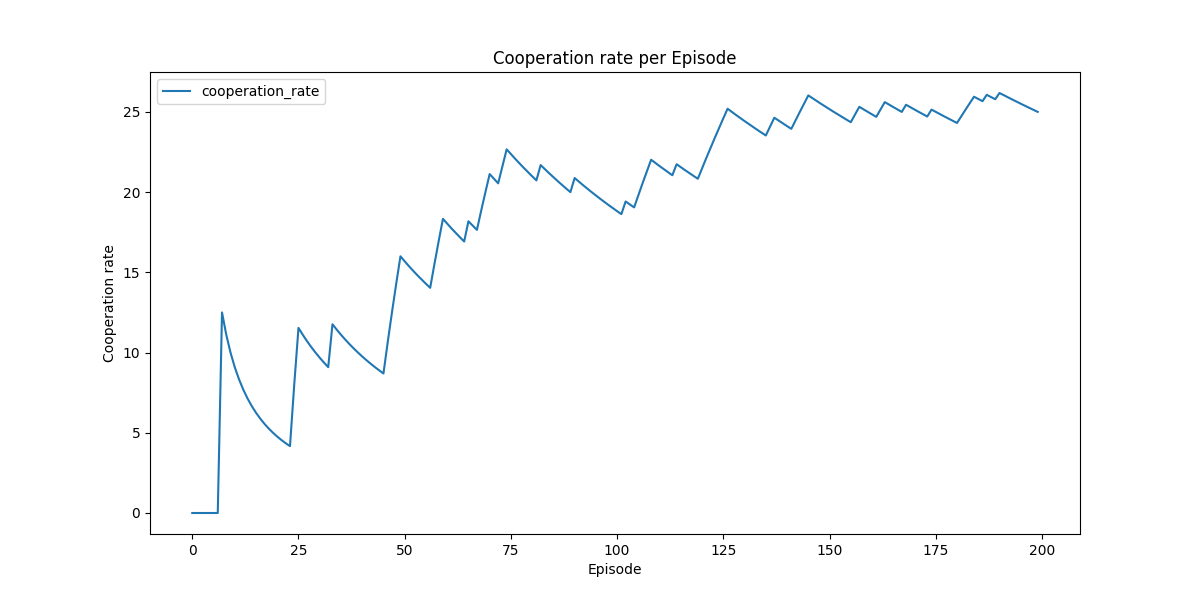 Cooperation rate per Episode
cooperation_rate
Cooperation rate
25
20
15
10
5
0
0 25 50 75 100 125 150 175 200
Episode